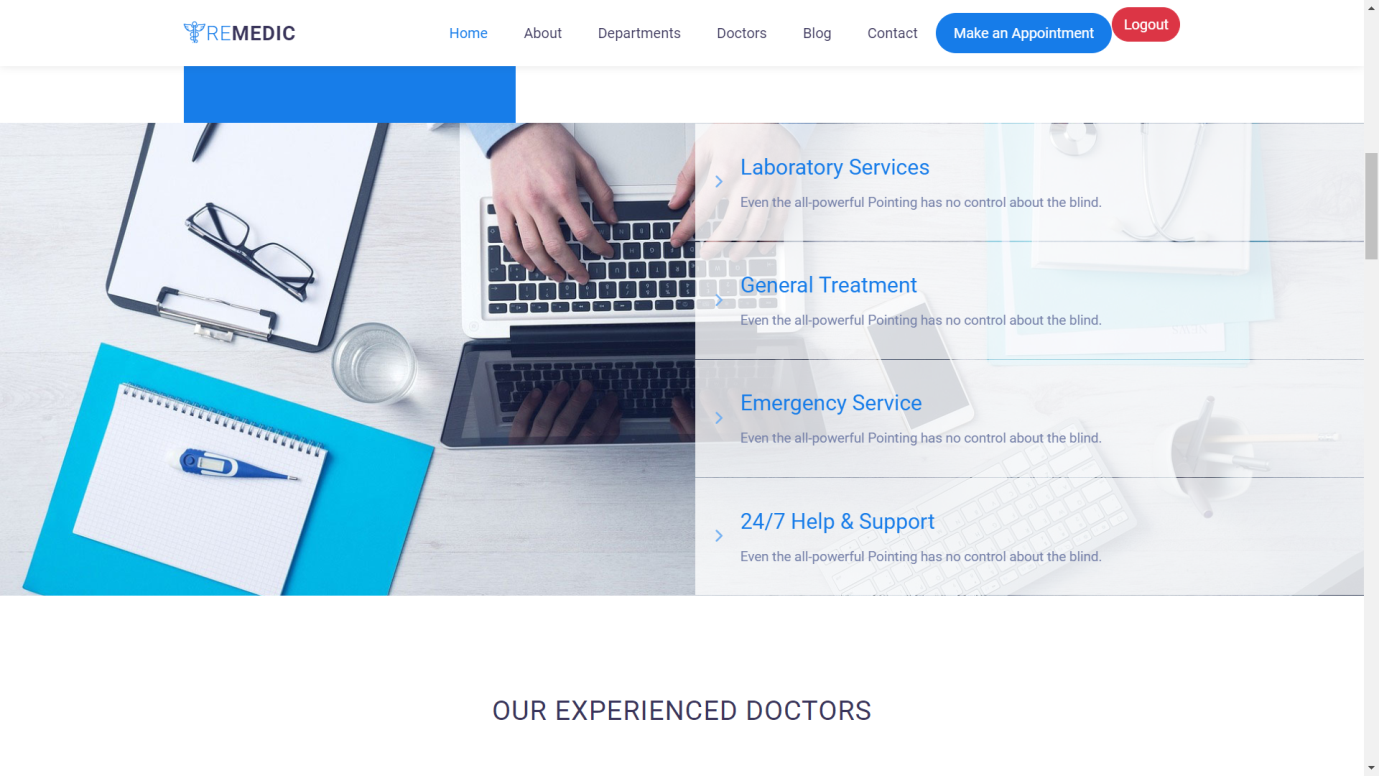 REMEDIC
Home
About
Departments
Doctors
Blog
Contact
Make an Appointment
Logout
Laboratory Services
Even the all-powerful Pointing has no control about the blind.
General Treatment
Even the all-powerful Pointing has no control about the blind.
Emergency Service
Even the all-powerful Pointing has no control about the blind.
24/7 Help & Support
Even the all-powerful Pointing has no control about the blind.
OUR EXPERIENCED DOCTORS